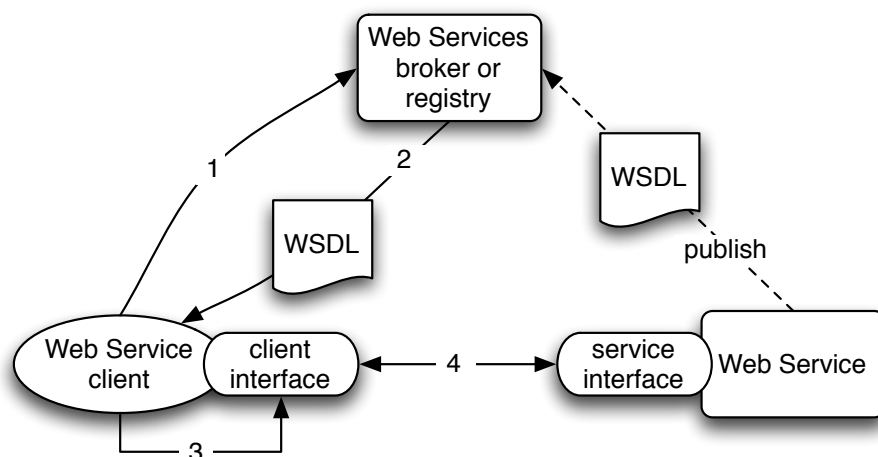 Web Services
broker or
registry
1
2
WSDL
WSDL
publish
Web Service
client
client
interface
4
service
interface
Web Service
3